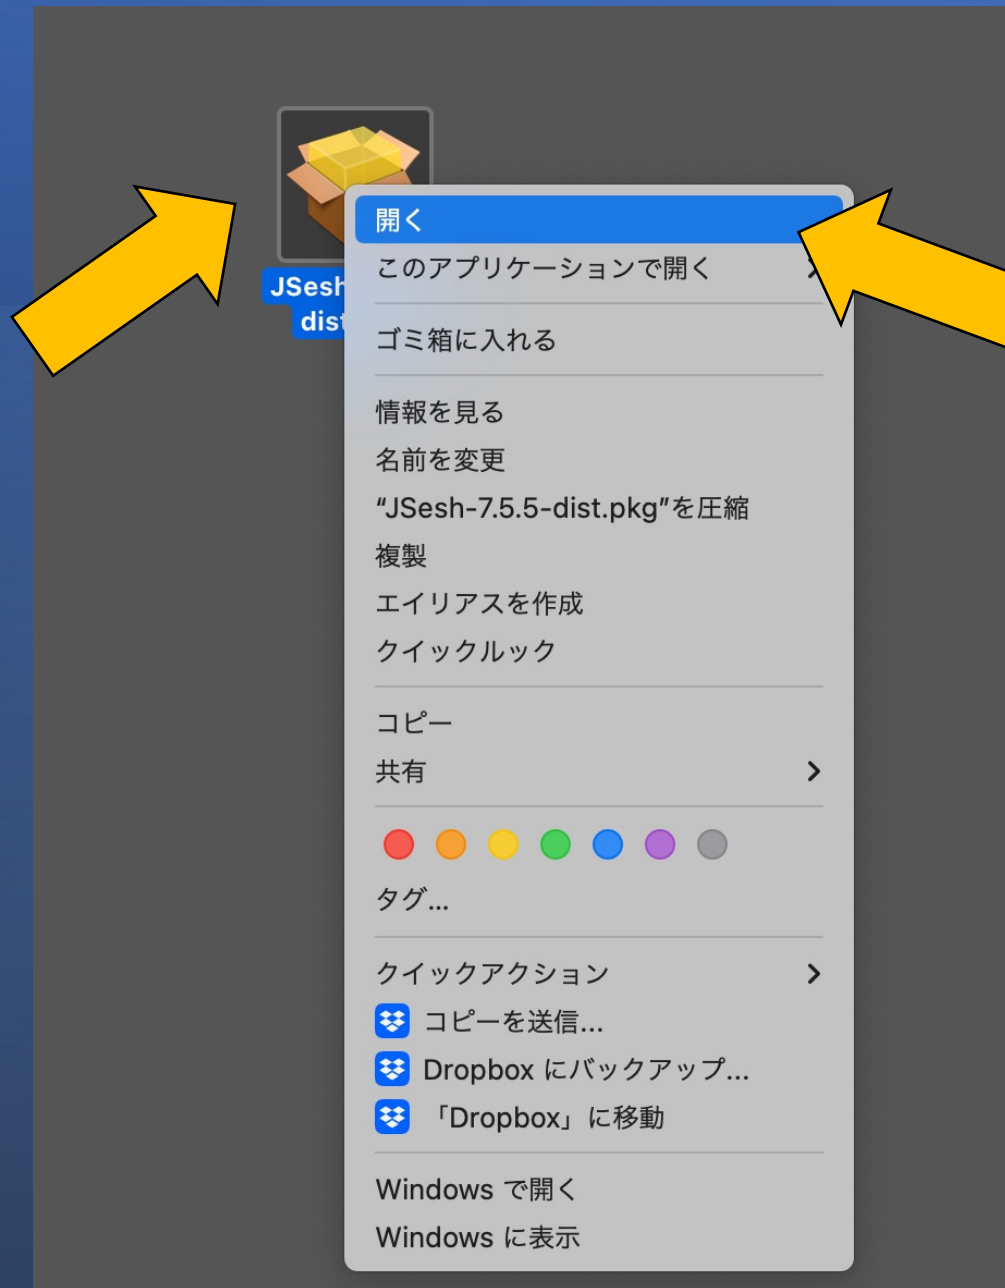 JSesh
dist
開く
このアプリケーションで開く
ゴミ箱に入れる
情報を見る
名前を変更
“JSesh-7.5.5-dist.pkg”を圧縮
複製
エイリアスを作成
クイックルック
コピー
共有
タグ...
クイックアクション
コピーを送信...
Dropbox にバックアップ...
「Dropbox」に移動
Windows で開く
Windows に表示